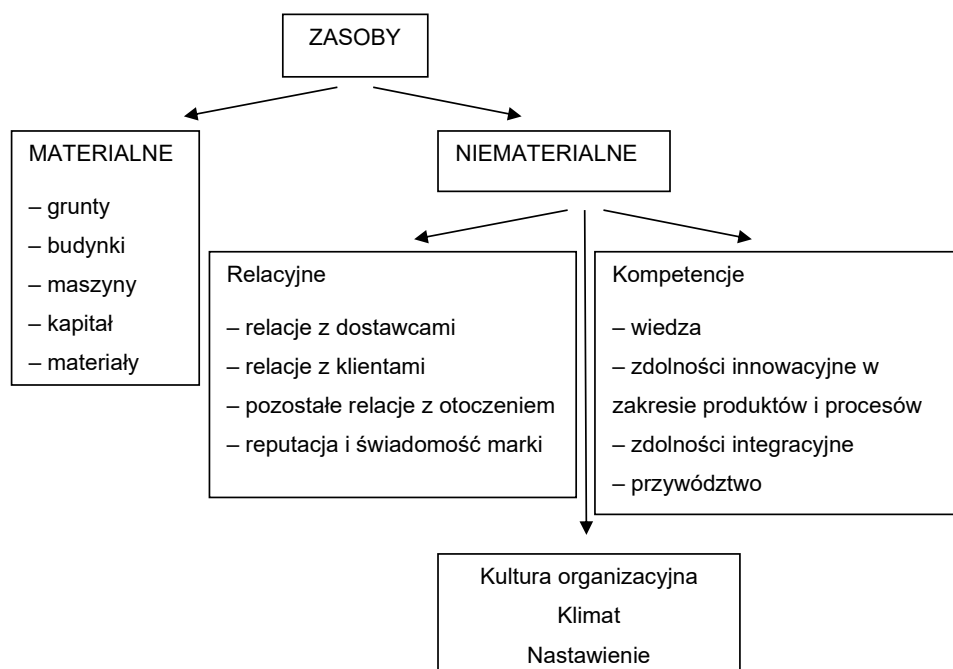 ZASOBY
MATERIALNE
– grunty
– budynki
– maszyny
– kapitał
– materiały
NIEMATERIALNE
Relacyjne
– relacje z dostawcami
– relacje z klientami
– pozostałe relacje z otoczeniem
– reputacja i świadomość marki
Kompetencje
– wiedza
– zdolności innowacyjne w
zakresie produktów i procesów
– zdolności integracyjne
– przywództwo
Kultura organizacyjna
Klimat
Nastawienie